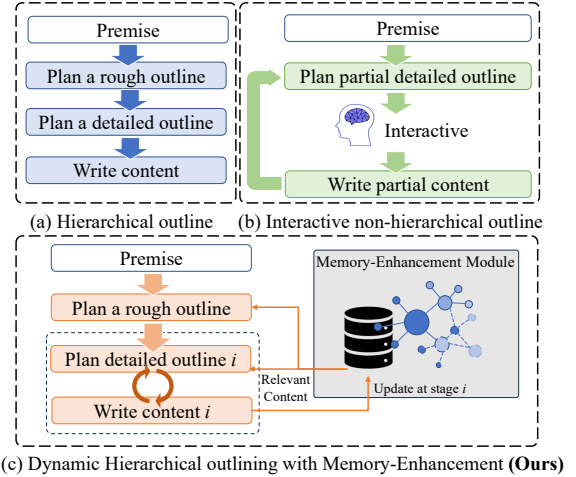 Premise
Plan a rough outline
Plan a detailed outline
Write content
(a) Hierarchical outline
Premise
Plan partial detailed outline
Interactive
Write partial content
(b) Interactive non-hierarchical outline
Premise
Plan a rough outline
Plan detailed outline i
Write content i
Relevant
Content
Memory-Enhancement Module
Update at stage i
(c) Dynamic Hierarchical outlining with Memory-Enhancement (Ours)